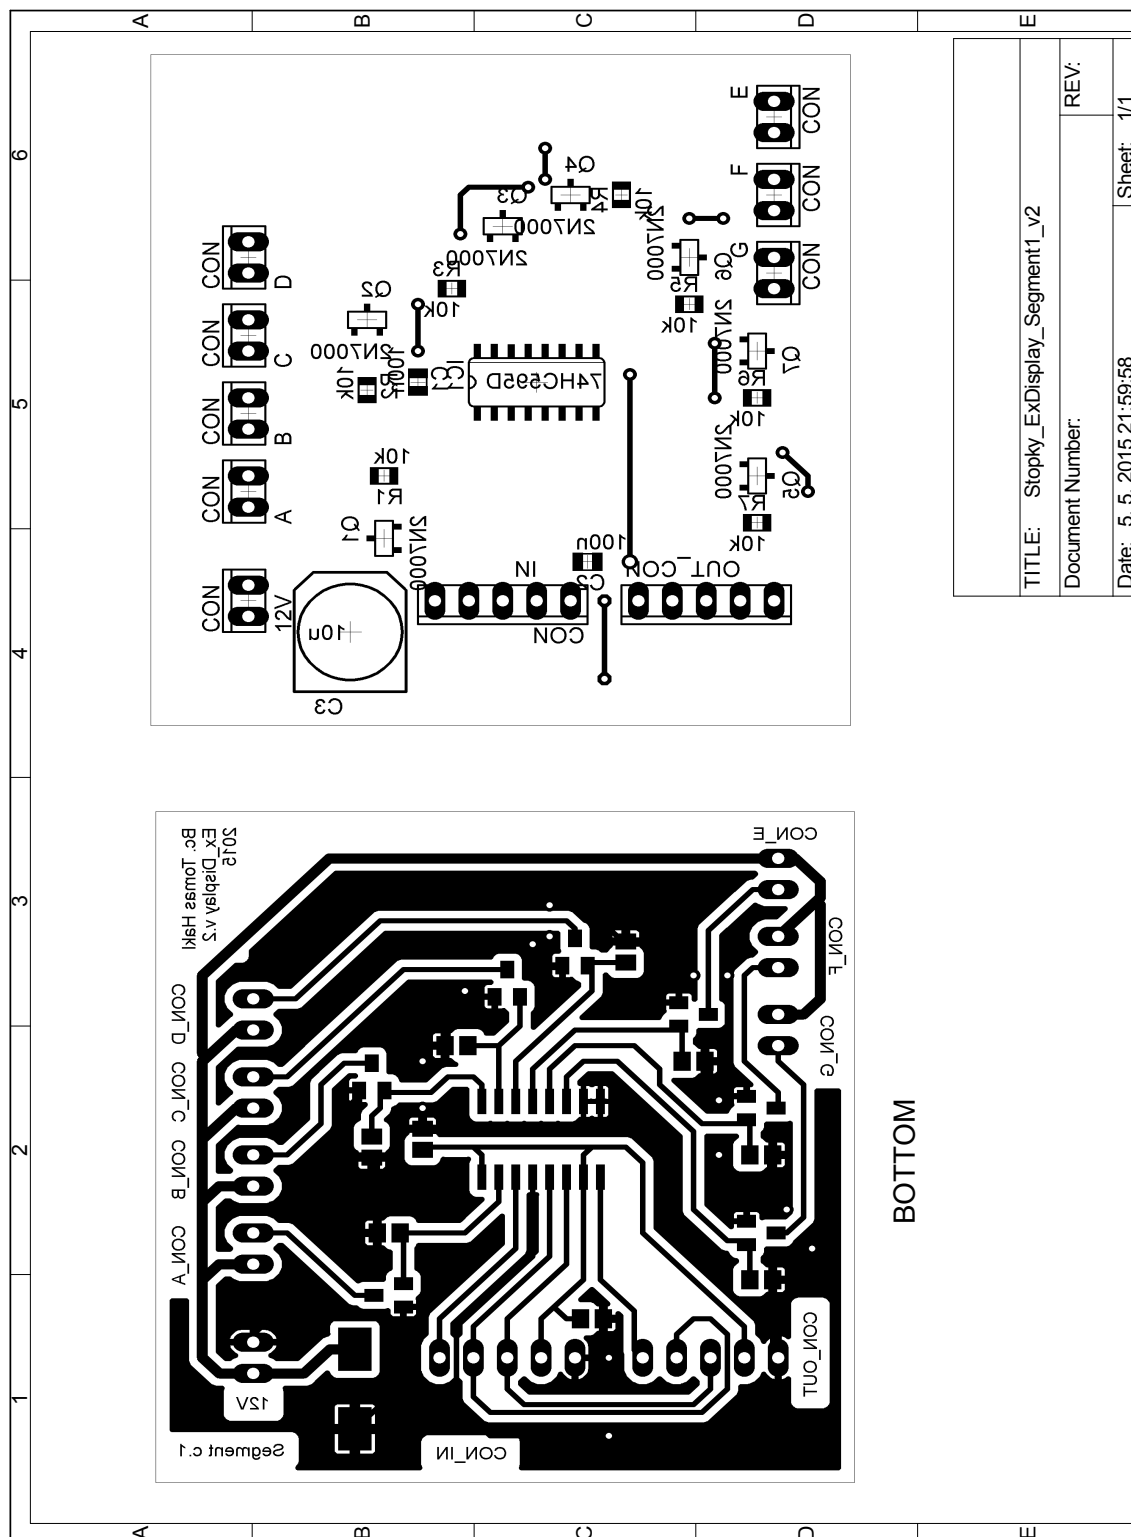 A
B
C
D
E
6
5
4
3
2
1
E
CON
F
CON
G
CON
CON
D
CON
C
CON
B
CON
A
CON
12V
Q4
R4
10k
2N7000
Q3
2N7000
R3
10k
2N7000
Q6
R5
10k
Q2
2N7000
R2
10k
100n
C1
IC1
74HC595D
2N7000
Q7
R6
10k
10k
R1
Q1
2N7000
2N7000
Q5
R7
10k
100n
C2
IN
CON
OUT_CON
10u
C3
TITLE: Stopky_ExDisplay_Segment1_v2
Document Number:
REV:
Date: 5. 5. 2015 21:59:58
Sheet: 1/1
2015
Ex_Display v.2
Bc. Tomas Hakl
CON_E
CON_F
CON_G
CON_D
CON_C
CON_B
CON_A
12V
Segment c.1
CON_IN
CON_OUT
BOTTOM
A
B
C
D
E